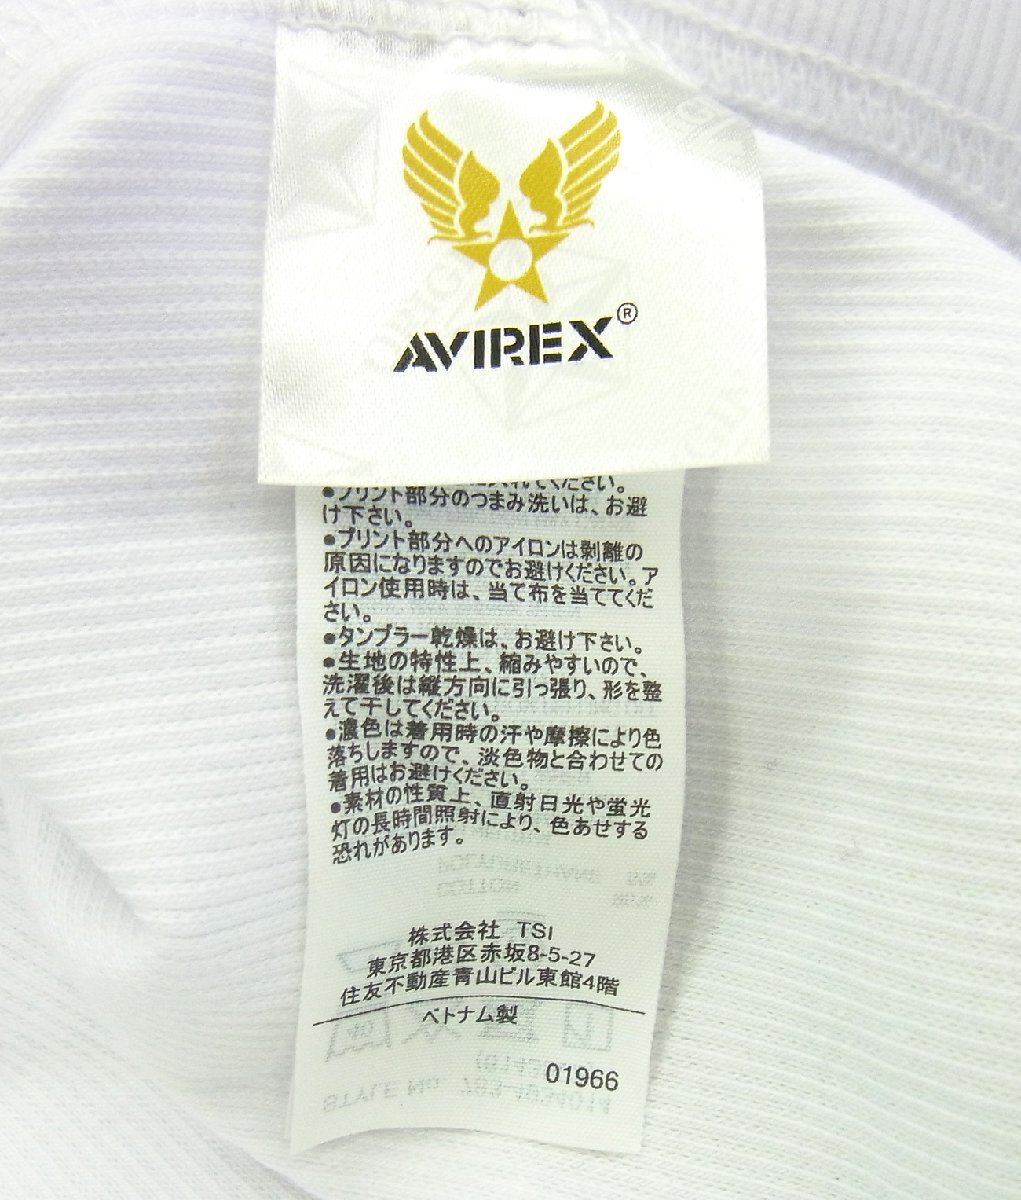 AVIREX®
入れてください。
●プリント部分のつまみ洗いは、お避
け下さい。
●プリント部分へのアイロンは剥離の
原因になりますのでお避けください。ア
イロン使用時は、当て布を当ててくだ
さい。
●タンブラー乾燥は、お避け下さい。
●生地の特性上、縮みやすいので、
洗濯後は縦方向に引っ張り、形を整
えて干してください。
●濃色は着用時の汗や摩擦により色
落ちしますので、淡色物と合わせての
着用はお避けください。
●素材の性質上、直射日光や蛍光
灯の長時間照射により、色あせする
恐れがあります。
株式会社 TSI
東京都港区赤坂8-5-27
住友不動産青山ビル東館4階
ベトナム製
01966